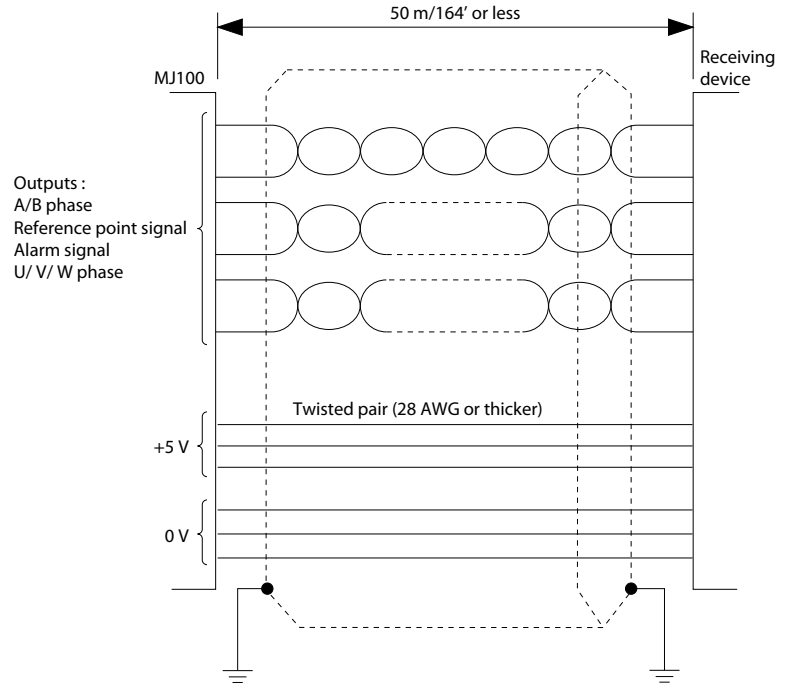 50 m/164’ or less
MJ100
Receiving
device
Outputs :
A/B phase
Reference point signal
Alarm signal
U/ V/ W phase
Twisted pair (28 AWG or thicker)
+5 V
0 V